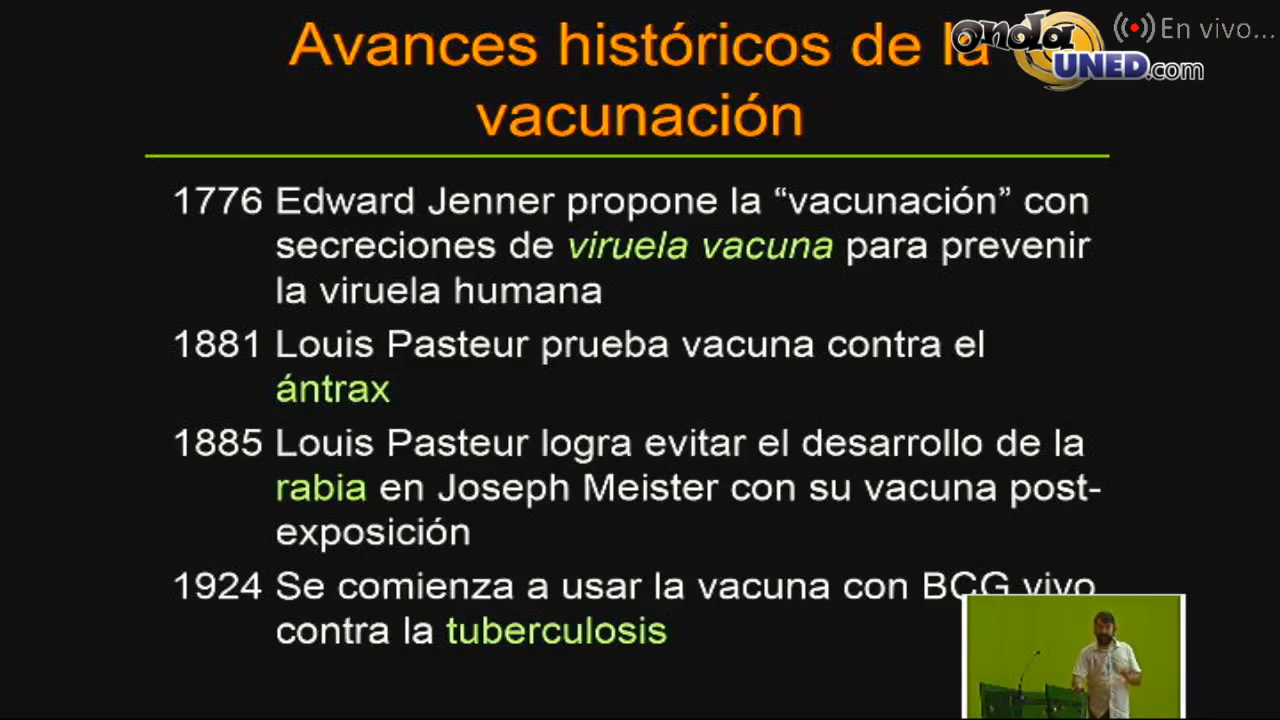 Avances históricos de la
vacunación
onda
UNED.com
En vivo...
1776 Edward Jenner propone la “vacunación” con
secreciones de viruela vacuna para prevenir
la viruela humana
1881 Louis Pasteur prueba vacuna contra el
ántrax
1885 Louis Pasteur logra evitar el desarrollo de la
rabia en Joseph Meister con su vacuna post-
exposición
1924 Se comienza a usar la vacuna con BCG vivo
contra la tuberculosis